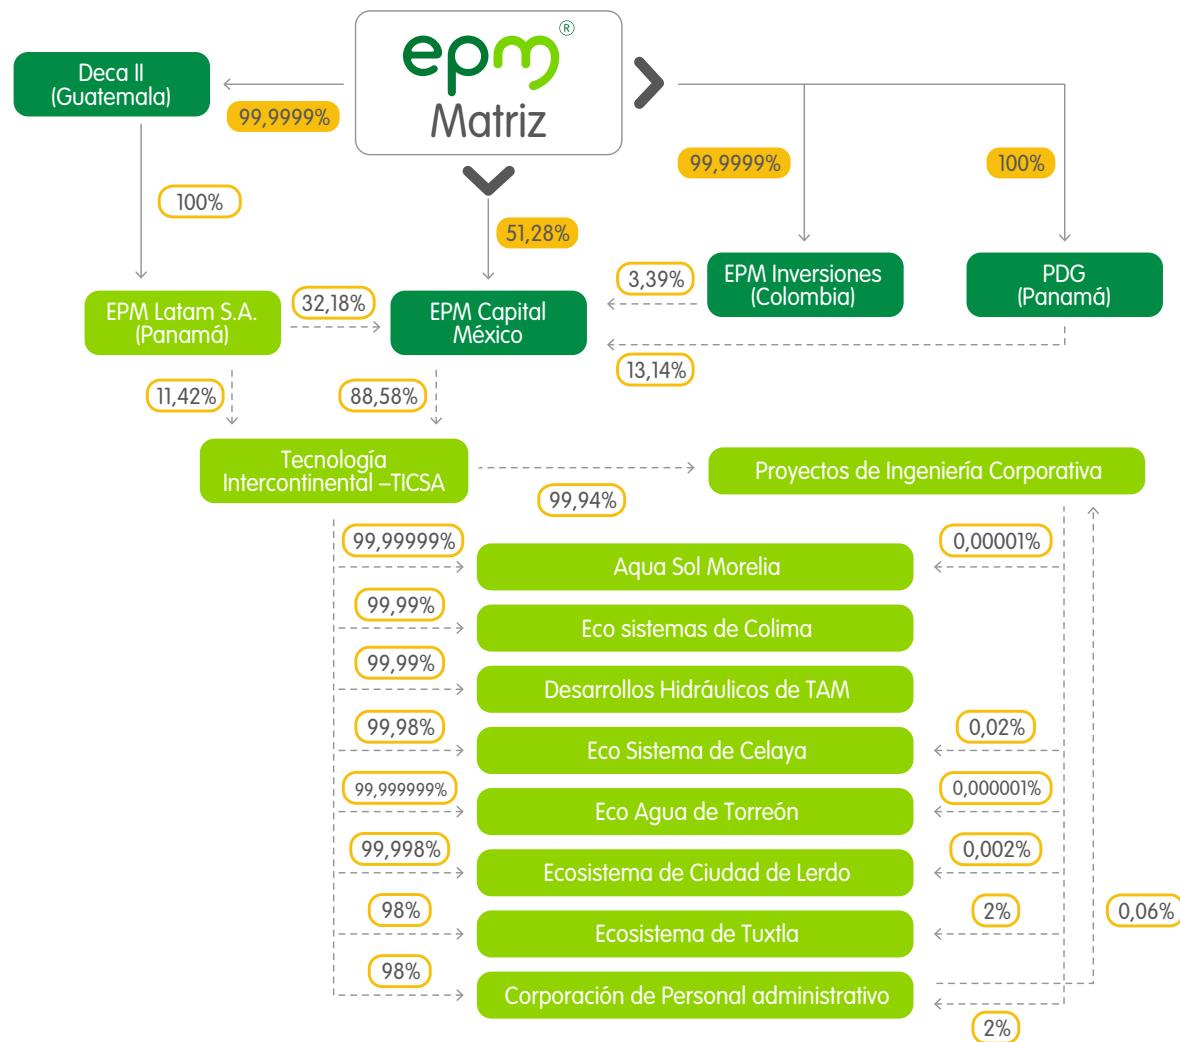 epm®
Matriz
Deca II
(Guatemala)
99,9999%
99,9999%
100%
100%
51,28%
EPM Latam S.A.
(Panamá)
32,18%
EPM Capital
México
3,39%
EPM Inversiones
(Colombia)
PDG
(Panamá)
13,14%
11,42%
88,58%
Tecnología
Intercontinental –TICSA
99,94%
Proyectos de Ingeniería Corporativa
99,99999%
Aqua Sol Morelia
0,00001%
99,99%
Eco sistemas de Colima
99,99%
Desarrollos Hidráulicos de TAM
99,98%
Eco Sistema de Celaya
0,02%
99,999999%
Eco Agua de Torreón
0,000001%
99,998%
Ecosistema de Ciudad de Lerdo
0,002%
98%
Ecosistema de Tuxtla
2%
0,06%
98%
Corporación de Personal administrativo
2%